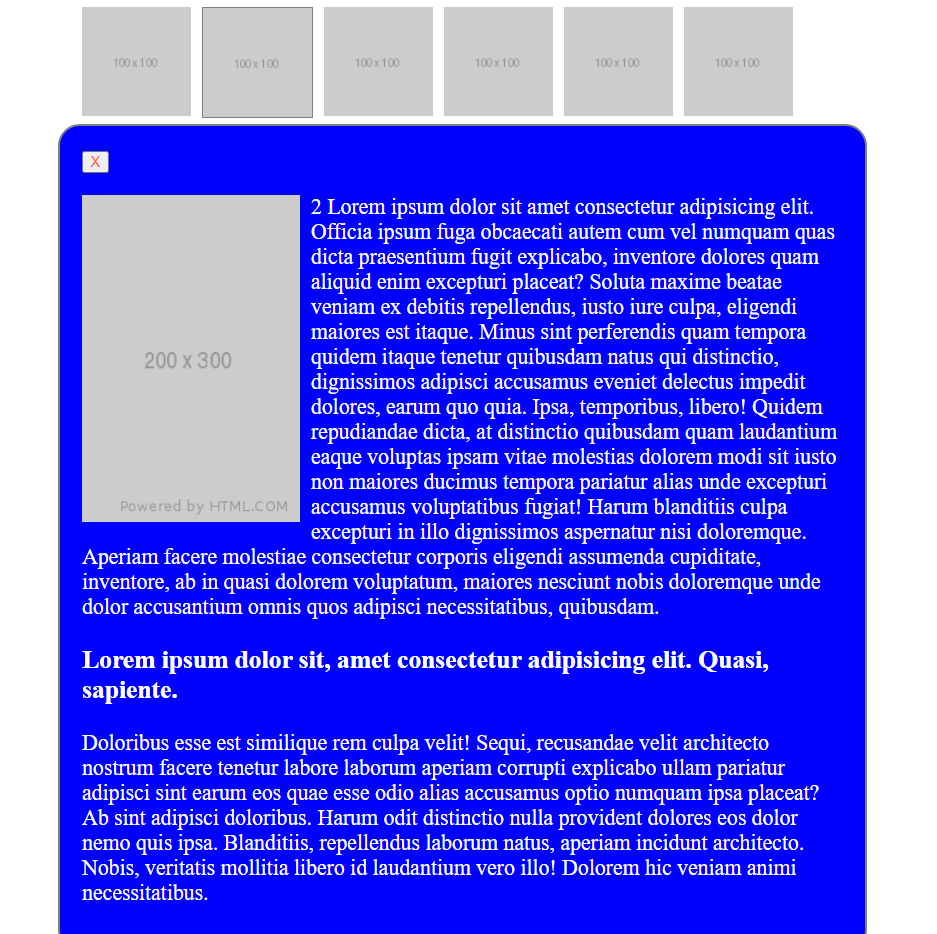 100 x 100
100 x 100
100 x 100
100 x 100
100 x 100
100 x 100
X
200 x 300
Powered by HTML.COM
2 Lorem ipsum dolor sit amet consectetur adipisicing elit.
Officia ipsum fuga obcaecati autem cum vel numquam quas
dicta praesentium fugit explicabo, inventore dolores quam
aliquid enim excepturi placeat? Soluta maxime beatae
veniam ex debitis repellendus, iusto iure culpa, eligendi
maiores est itaque. Minus sint perferendis quam tempora
quidem itaque tenetur quibusdam natus qui distinctio,
dignissimos adipisci accusamus eveniet delectus impedit
dolores, earum quo quia. Ipsa, temporibus, libero! Quidem
repudiandae dicta, at distinctio quibusdam quam laudantium
eaque voluptas ipsam vitae molestias dolorem modi sit iusto
non maiores ducimus tempora pariatur alias unde excepturi
accusamus voluptatibus fugiat! Harum blanditiis culpa
excepturi in illo dignissimos aspernatur nisi doloremque.
Aperiam facere molestiae consectetur corporis eligendi assumenda cupiditate,
inventore, ab in quasi dolorem voluptatum, maiores nesciunt nobis doloremque unde
dolor accusantium omnis quos adipisci necessitatibus, quibusdam.
Lorem ipsum dolor sit, amet consectetur adipisicing elit. Quasi,
sapiente.
Doloribus esse est similique rem culpa velit! Sequi, recusandae velit architecto
nostrum facere tenetur labore laborum aperiam corrupti explicabo ullam pariatur
adipisci sint earum eos quae esse odio alias accusamus optio numquam ipsa placeat?
Ab sint adipisci doloribus. Harum odit distinctio nulla provident dolores eos dolor
nemo quis ipsa. Blanditiis, repellendus laborum natus, aperiam incidunt architecto.
Nobis, veritatis mollitia libero id laudantium vero illo! Dolorem hic veniam animi
necessitatibus.